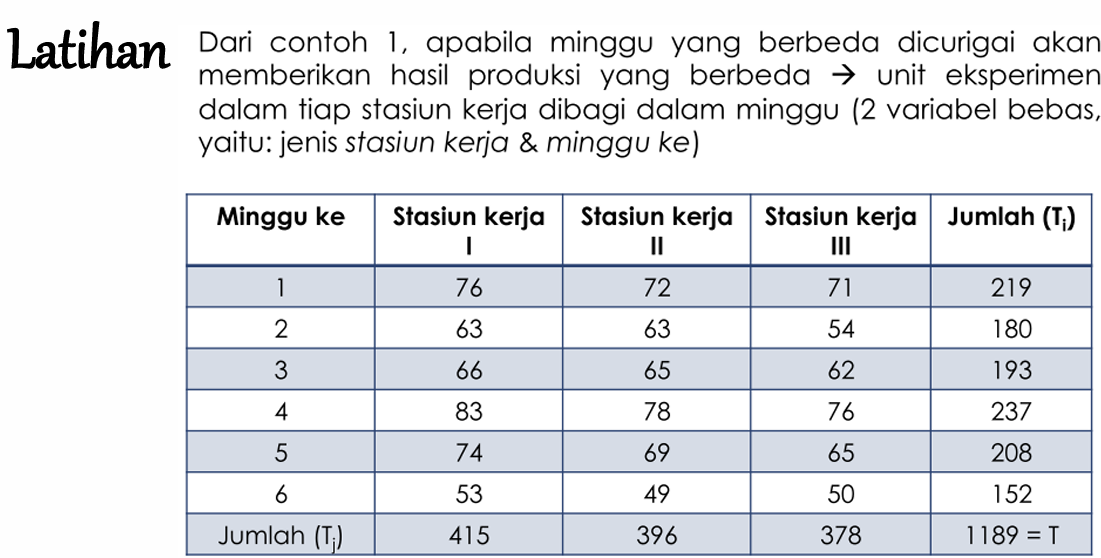 Latihan
Dari contoh 1, apabila minggu yang berbeda dicurigai akan
memberikan hasil produksi yang berbeda → unit eksperimen
dalam tiap stasiun kerja dibagi dalam minggu (2 variabel bebas,
yaitu: jenis stasiun kerja & minggu ke)
Minggu ke Stasiun kerja I Stasiun kerja II Stasiun kerja III Jumlah (Ti)
1 76 72 71 219
2 63 63 54 180
3 66 65 62 193
4 83 78 76 237
5 74 69 65 208
6 53 49 50 152
Jumlah (Tj) 415 396 378 1189 = T